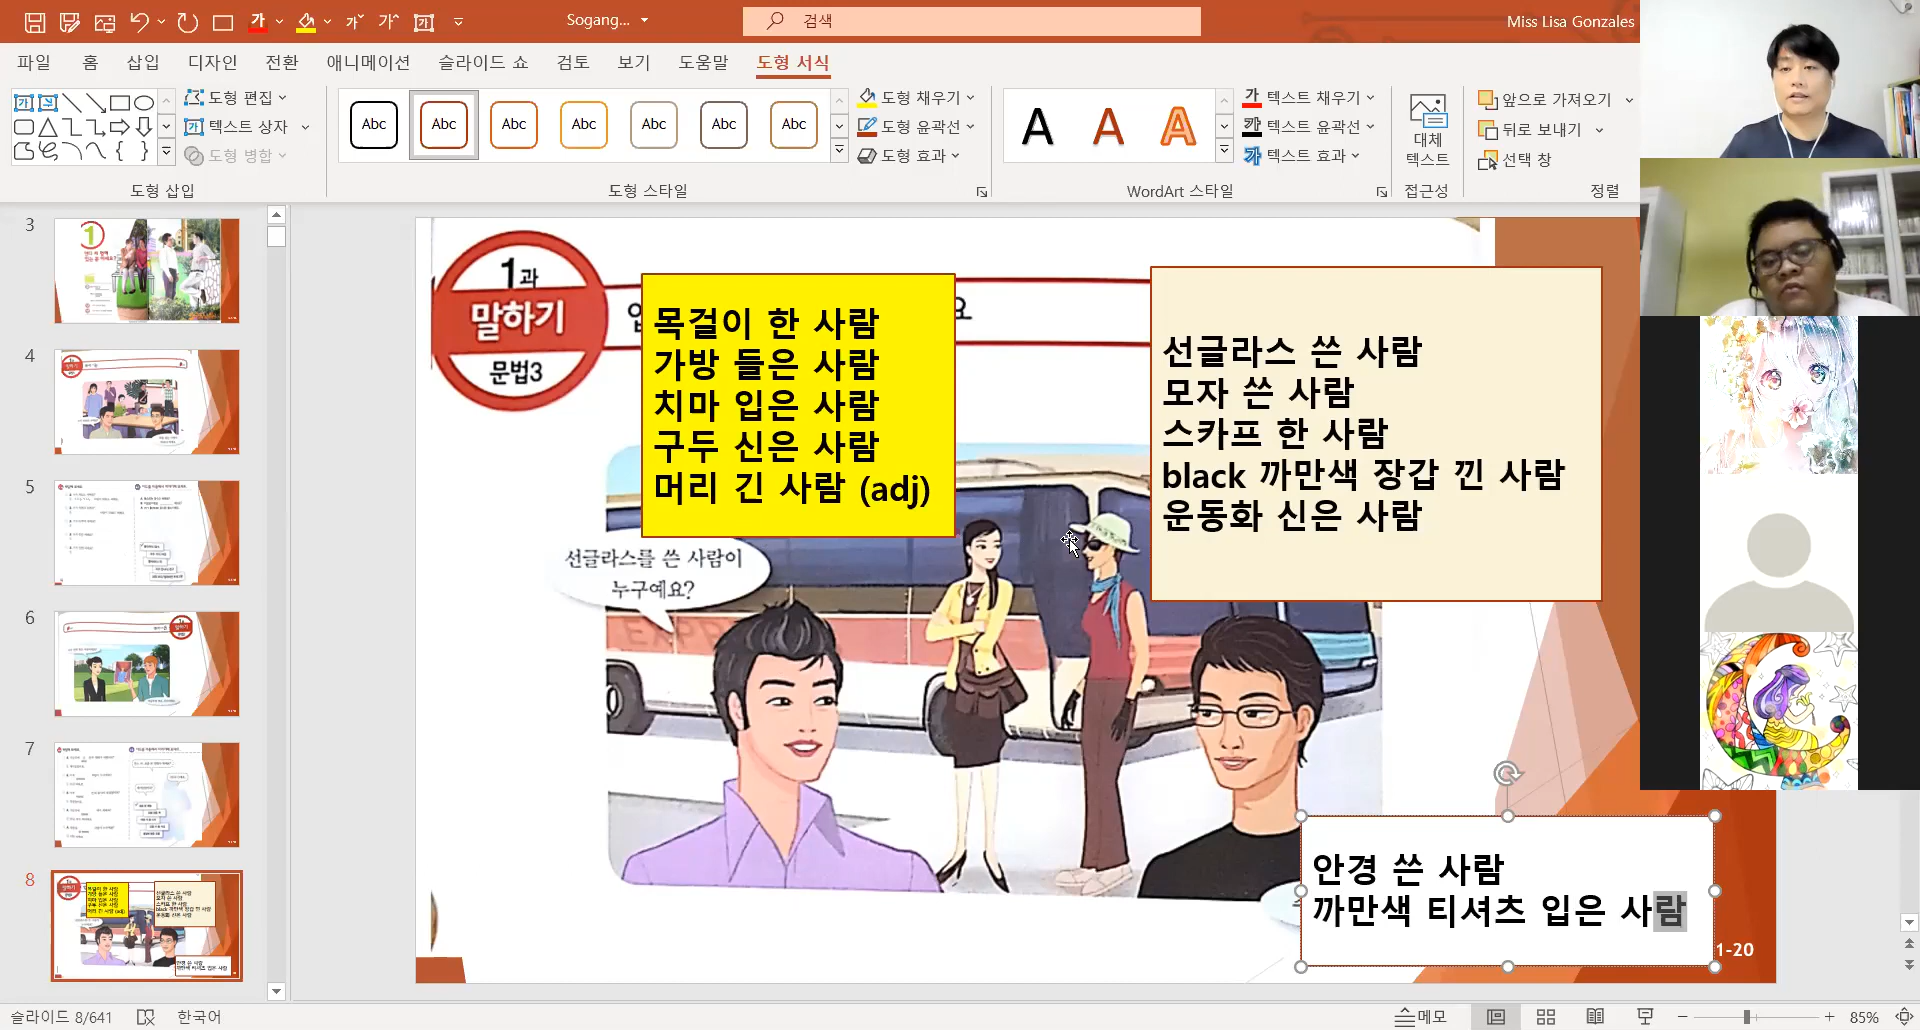 Sogang...
검색
Miss Lisa Gonzales
파일 홈 삽입 디자인 전환 애니메이션 슬라이드 쇼 검토 보기 도움말 도형 서식
도형 편집
텍스트 상자
도형 병합
도형 삽입
Abc Abc Abc Abc Abc Abc Abc
도형 스타일
도형 채우기
도형 윤곽선
도형 효과
A A A
WordArt 스타일
텍스트 채우기
텍스트 윤곽선
텍스트 효과
대체
텍스트
접근성
앞으로 가져오기
뒤로 보내기
선택 창
정렬
3
4
5
6
7
8
1과
말하기
문법3
요
목걸이 한 사람
가방 들은 사람
치마 입은 사람
구두 신은 사람
머리 긴 사람 (adj)
선글라스 쓴 사람
모자 쓴 사람
스카프 한 사람
black 까만색 장갑 낀 사람
운동화 신은 사람
선글라스를 쓴 사람이
누구예요?
EXPR
안경 쓴 사람
까만색 티셔츠 입은 사람
1-20
슬라이드 8/641
한국어
메모
85%